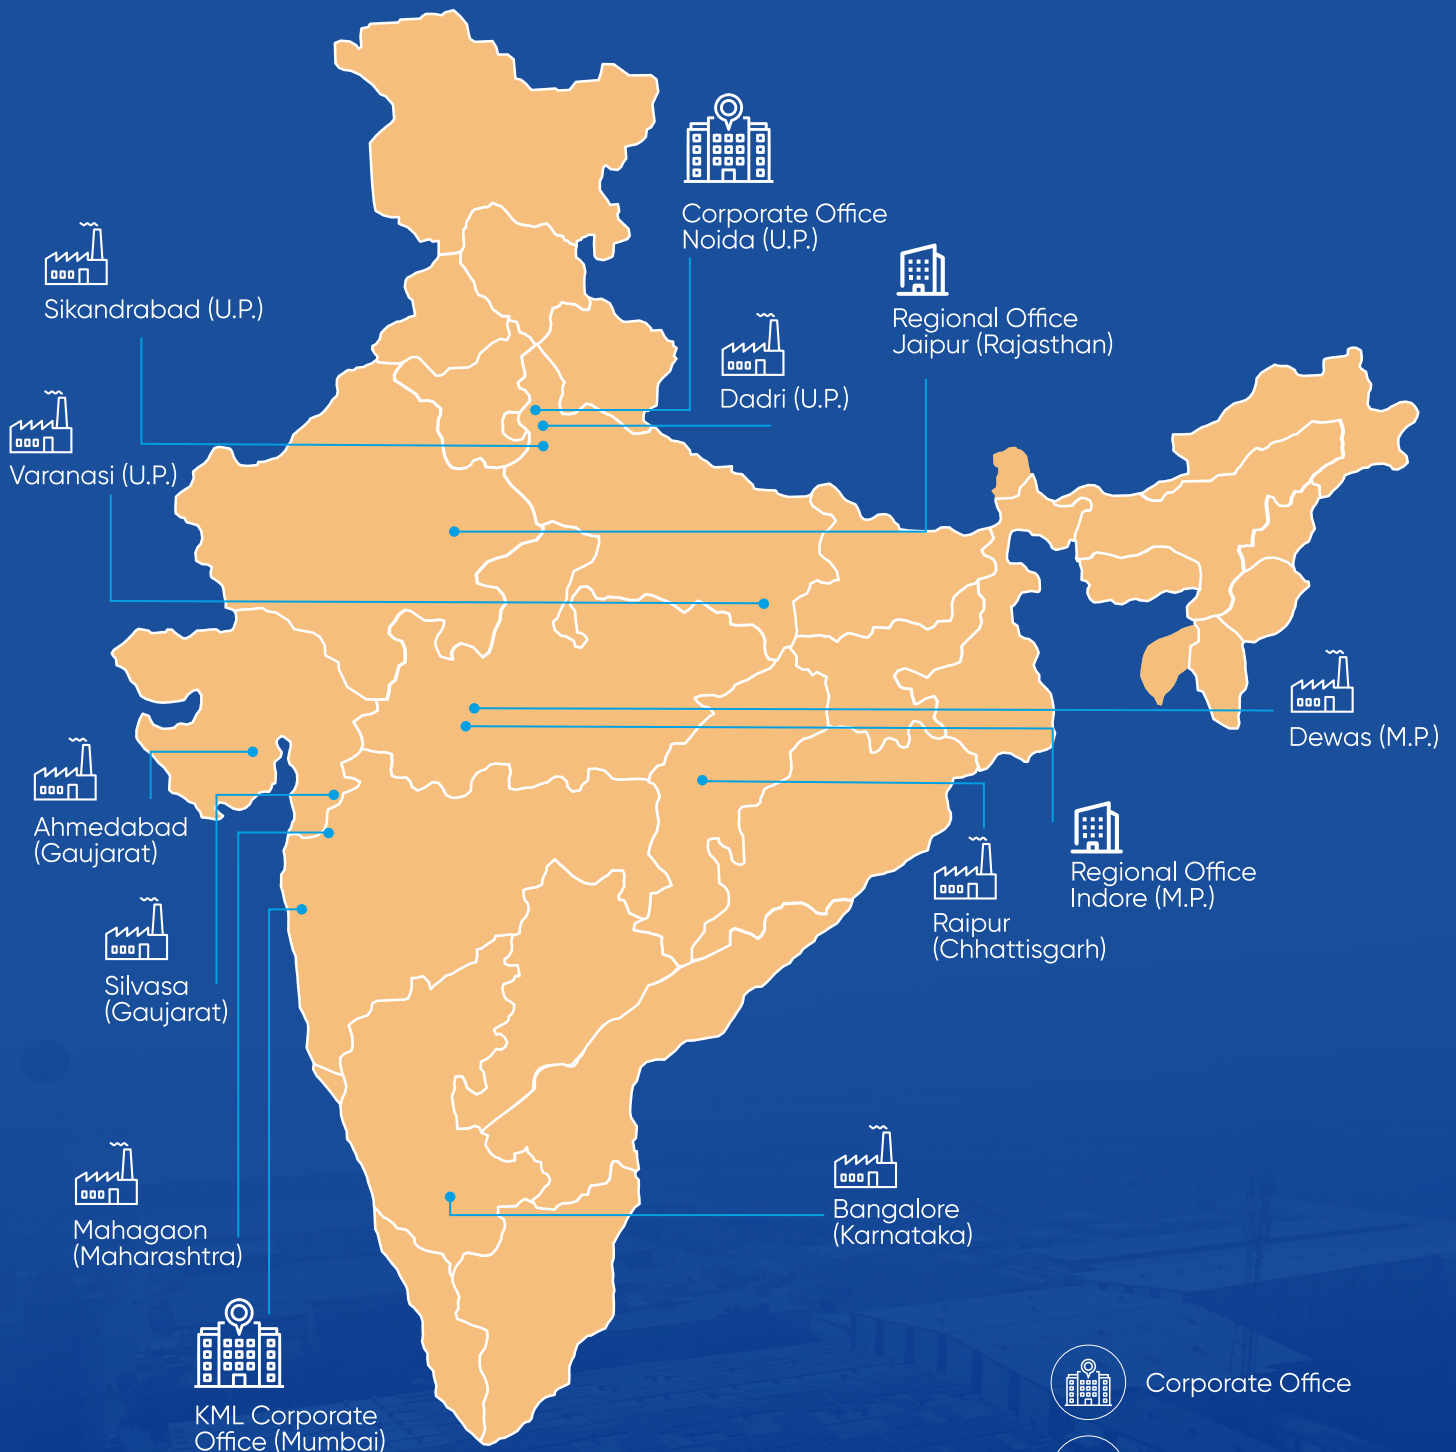 Corporate Office
Noida (U.P.)
Sikandrabad (U.P.)
Regional Office
Jaipur (Rajasthan)
Dadri (U.P.)
Varanasi (U.P.)
Dewas (M.P.)
Ahmedabad
(Gaujarat)
Regional Office
Indore (M.P.)
Raipur
(Chhattisgarh)
Silvasa
(Gaujarat)
Bangalore
(Karnataka)
Mahagaon
(Maharashtra)
KML Corporate
Office (Mumbai)
Corporate Office